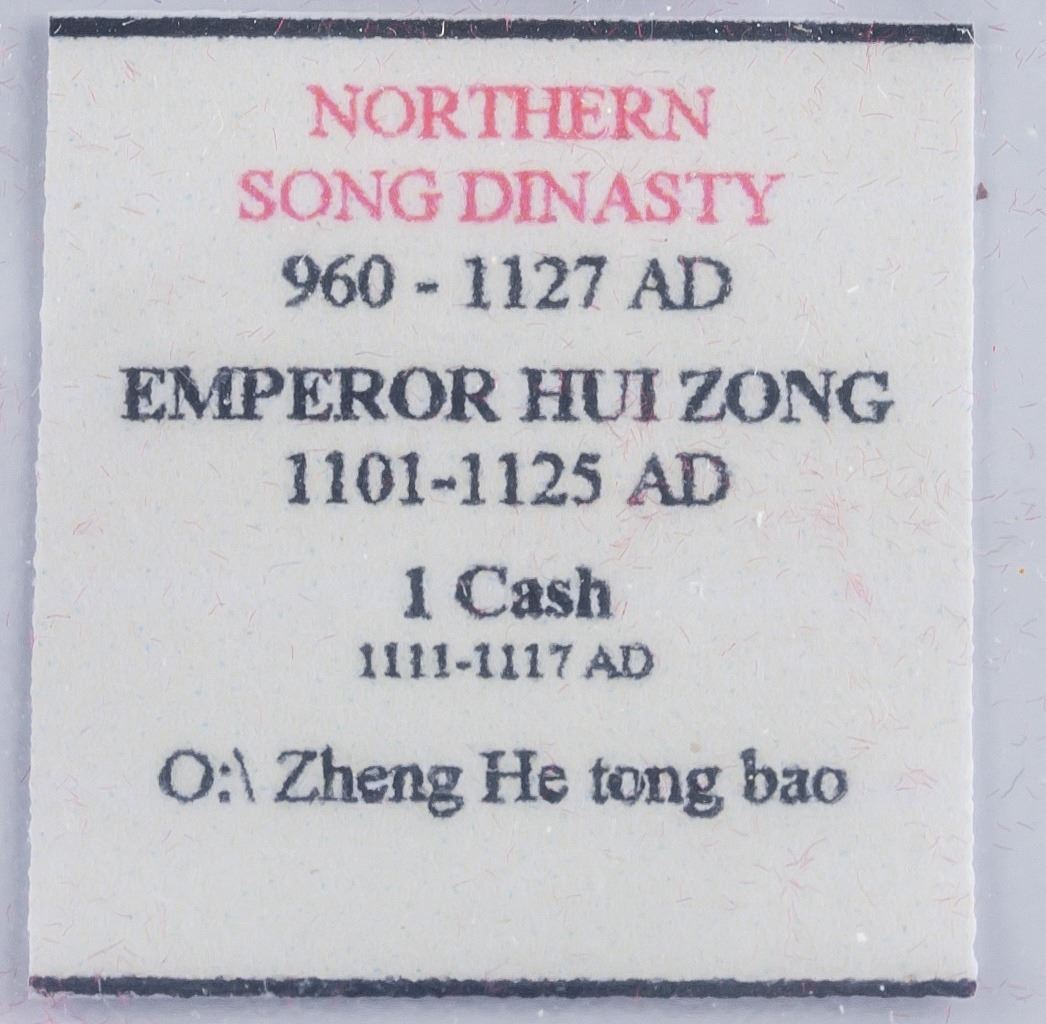 NORTHERN
SONG DINASTY
960 - 1127 AD
EMPEROR HUI ZONG
1101-1125 AD
1 Cash
1111-1117 AD
O:\ Zheng He tong bao